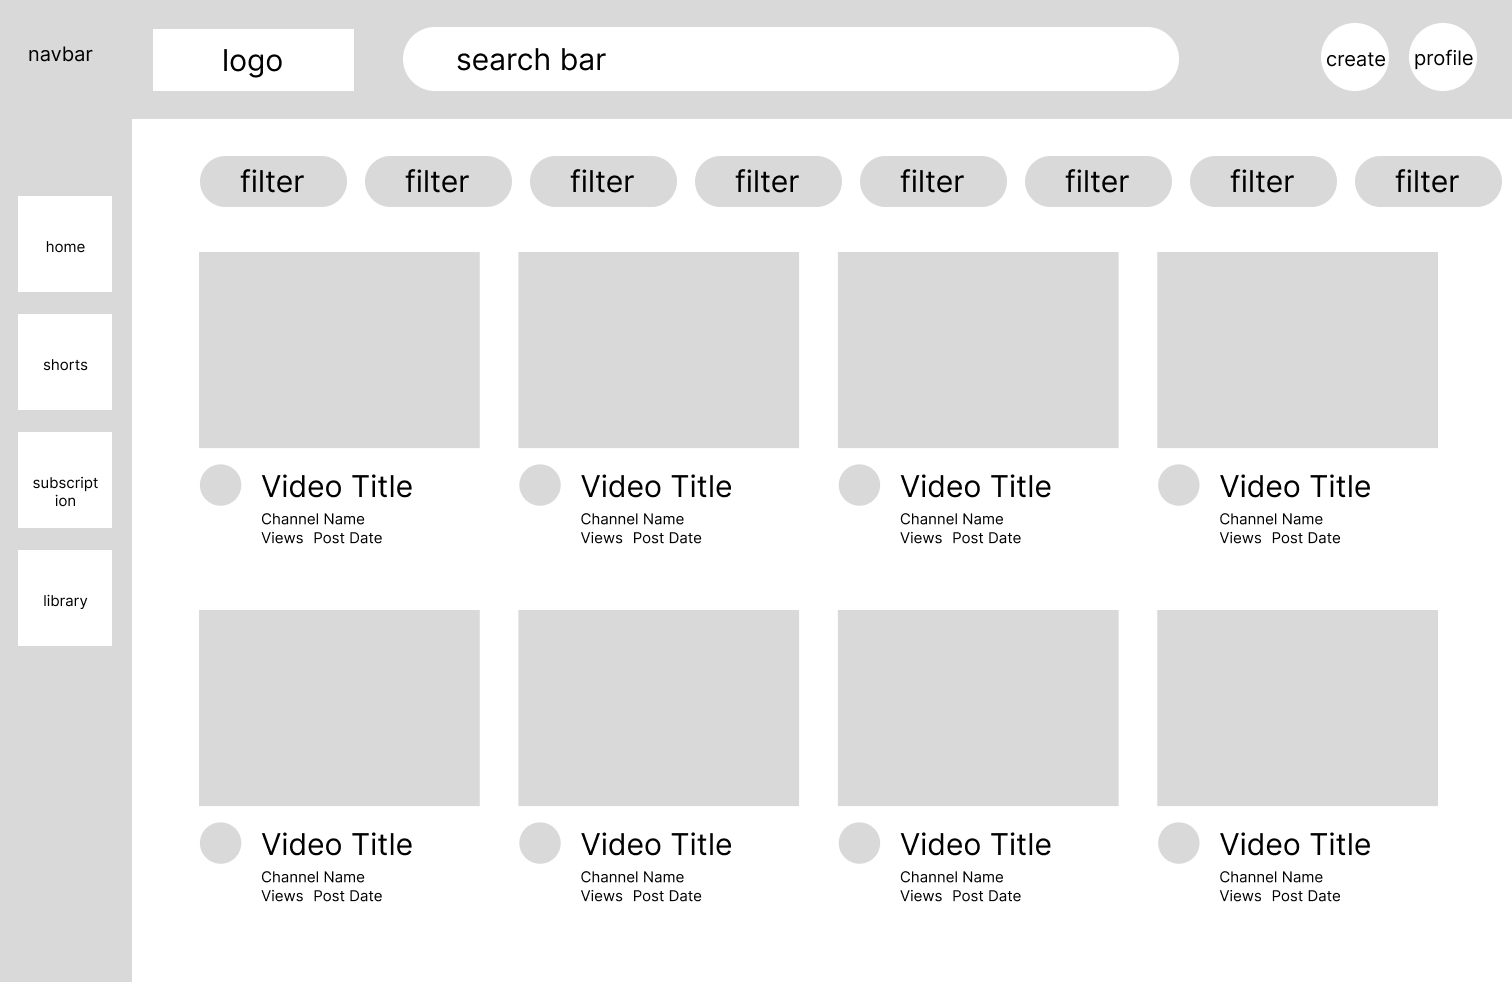 navbar
logo
search bar
create
profile
filter
filter
filter
filter
filter
filter
filter
filter
home
shorts
subscript
ion
library
Video Title
Channel Name
Views Post Date
Video Title
Channel Name
Views Post Date
Video Title
Channel Name
Views Post Date
Video Title
Channel Name
Views Post Date
Video Title
Channel Name
Views Post Date
Video Title
Channel Name
Views Post Date
Video Title
Channel Name
Views Post Date
Video Title
Channel Name
Views Post Date